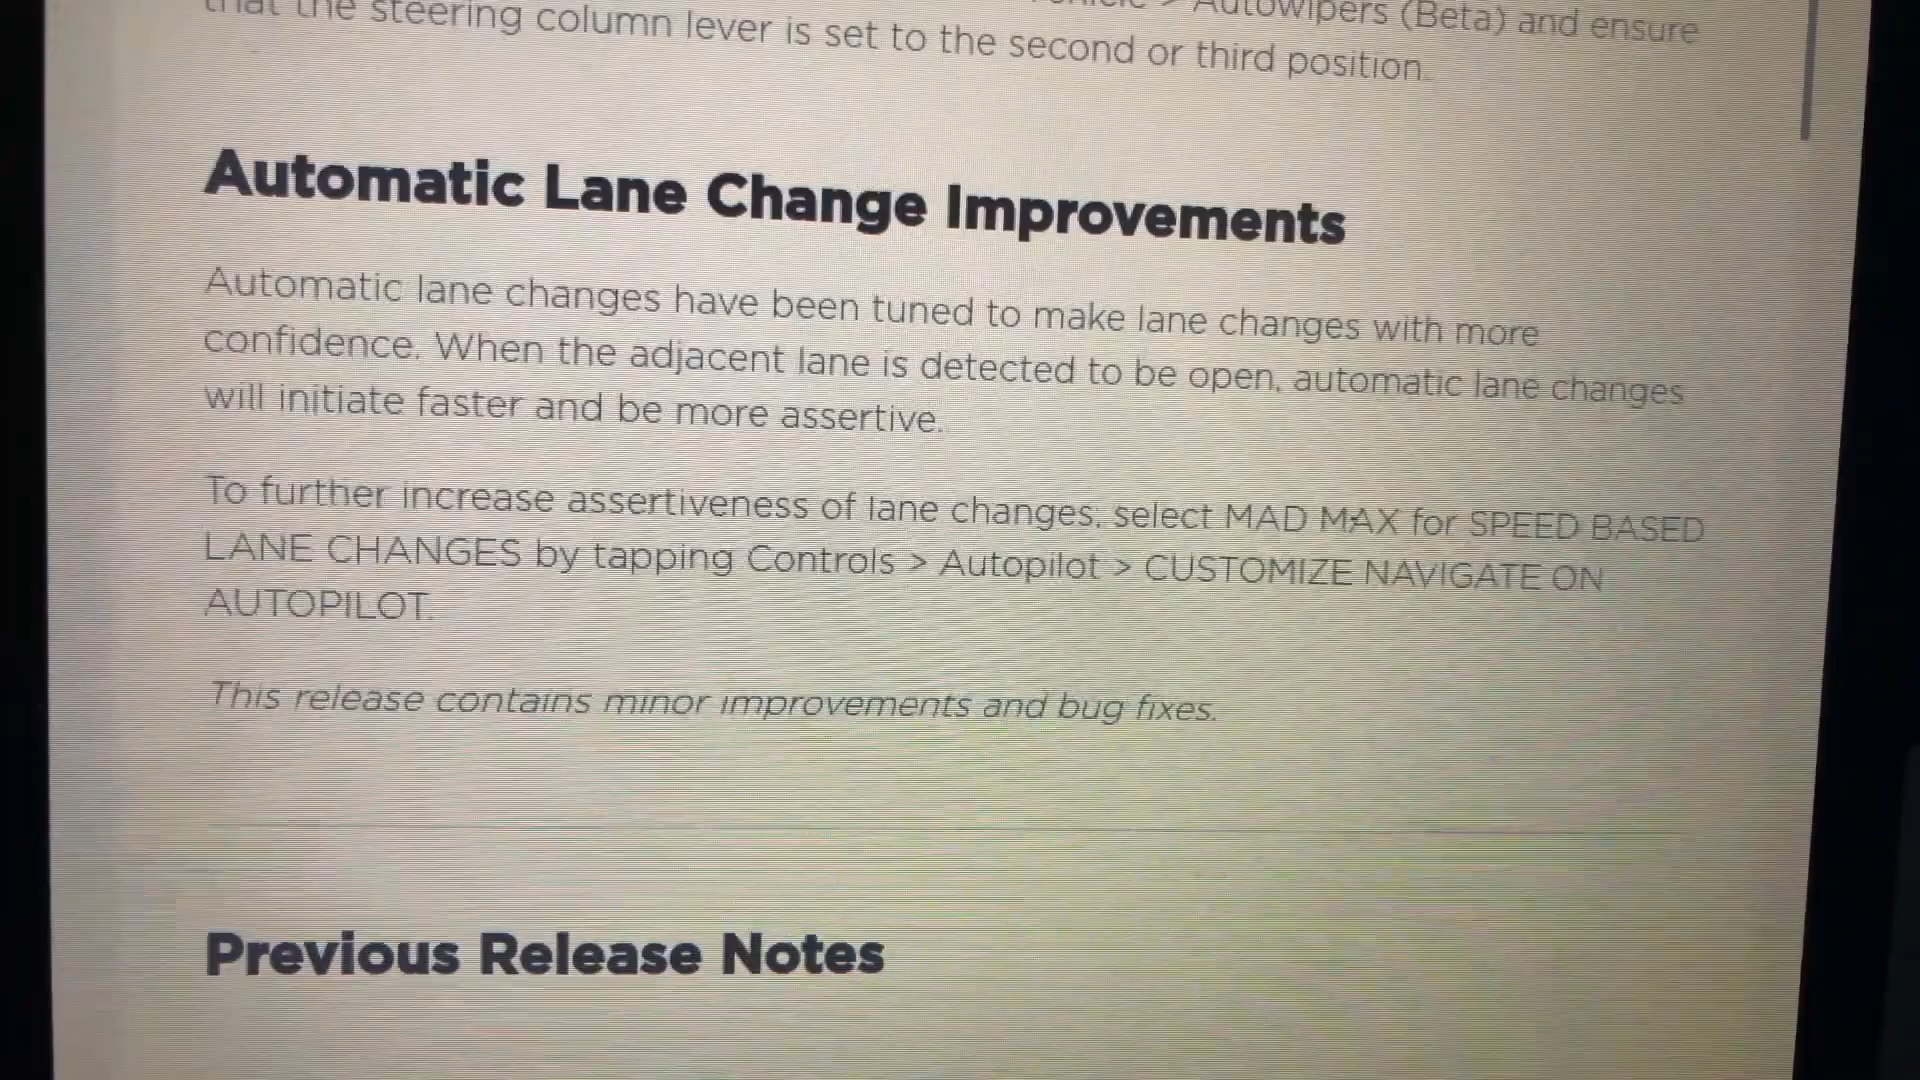 that the steering column lever is set to the second or third position.
> Autowipers (Beta) and ensure
Automatic Lane Change Improvements
Automatic lane changes have been tuned to make lane changes with more
confidence. When the adjacent lane is detected to be open, automatic lane changes
will initiate faster and be more assertive.
To further increase assertiveness of lane changes, select MAD MAX for SPEED BASED
LANE CHANGES by tapping Controls > Autopilot > CUSTOMIZE NAVIGATE ON
AUTOPILOT.
This release contains minor improvements and bug fixes.
Previous Release Notes